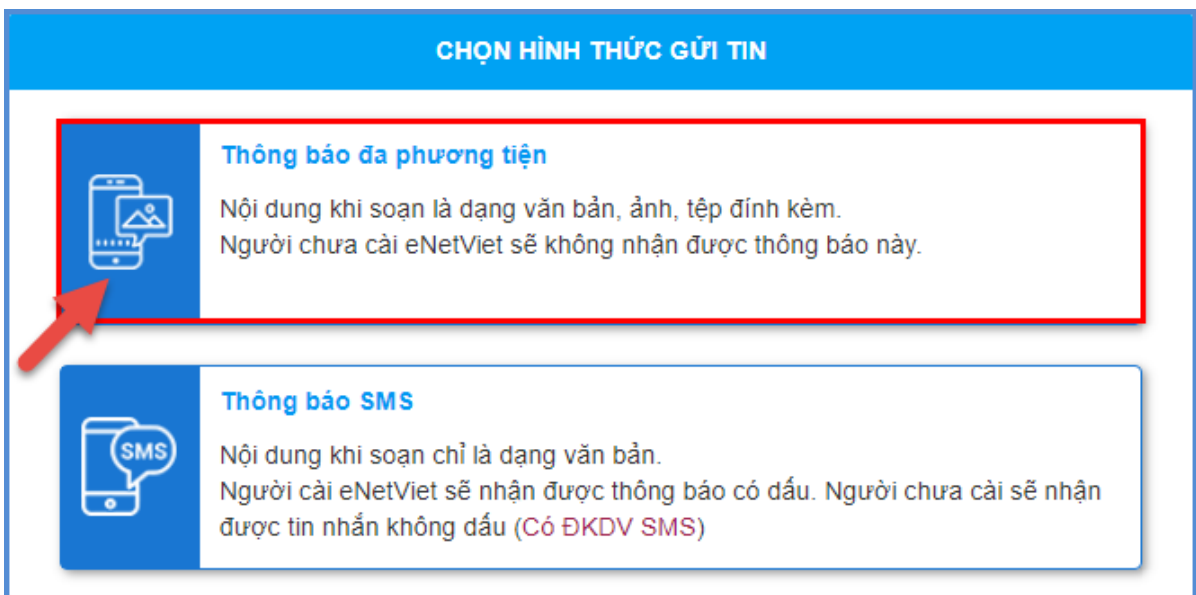 CHỌN HÌNH THỨC GỬI TIN
Thông báo đa phương tiện
Nội dung khi soạn là dạng văn bản, ảnh, tệp đính kèm.
Người chưa cài eNetViet sẽ không nhận được thông báo này.
SMS
Thông báo SMS
Nội dung khi soạn chỉ là dạng văn bản.
Người cài eNetViet sẽ nhận được thông báo có dấu. Người chưa cài sẽ nhận
được tin nhắn không dấu (Có ĐKDV SMS)